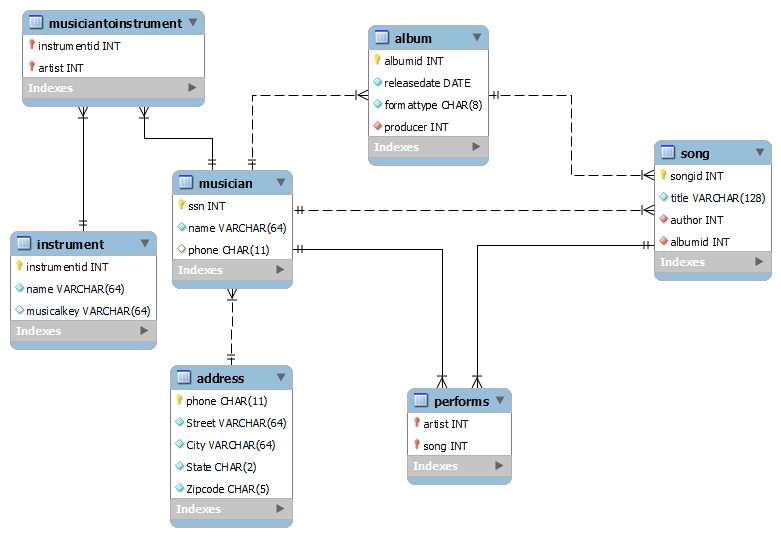 musiciantoinstrument
instrumentid INT
artist INT
Indexes
album
albumid INT
releasedate DATE
formattype CHAR(8)
producer INT
Indexes
song
songid INT
title VARCHAR(128)
author INT
albumid INT
Indexes
musician
ssn INT
name VARCHAR(64)
phone CHAR(11)
Indexes
instrument
instrumentid INT
name VARCHAR(64)
musicalkey VARCHAR(64)
Indexes
address
phone CHAR(11)
Street VARCHAR(64)
City VARCHAR(64)
State CHAR(2)
Zipcode CHAR(5)
Indexes
performs
artist INT
song INT
Indexes